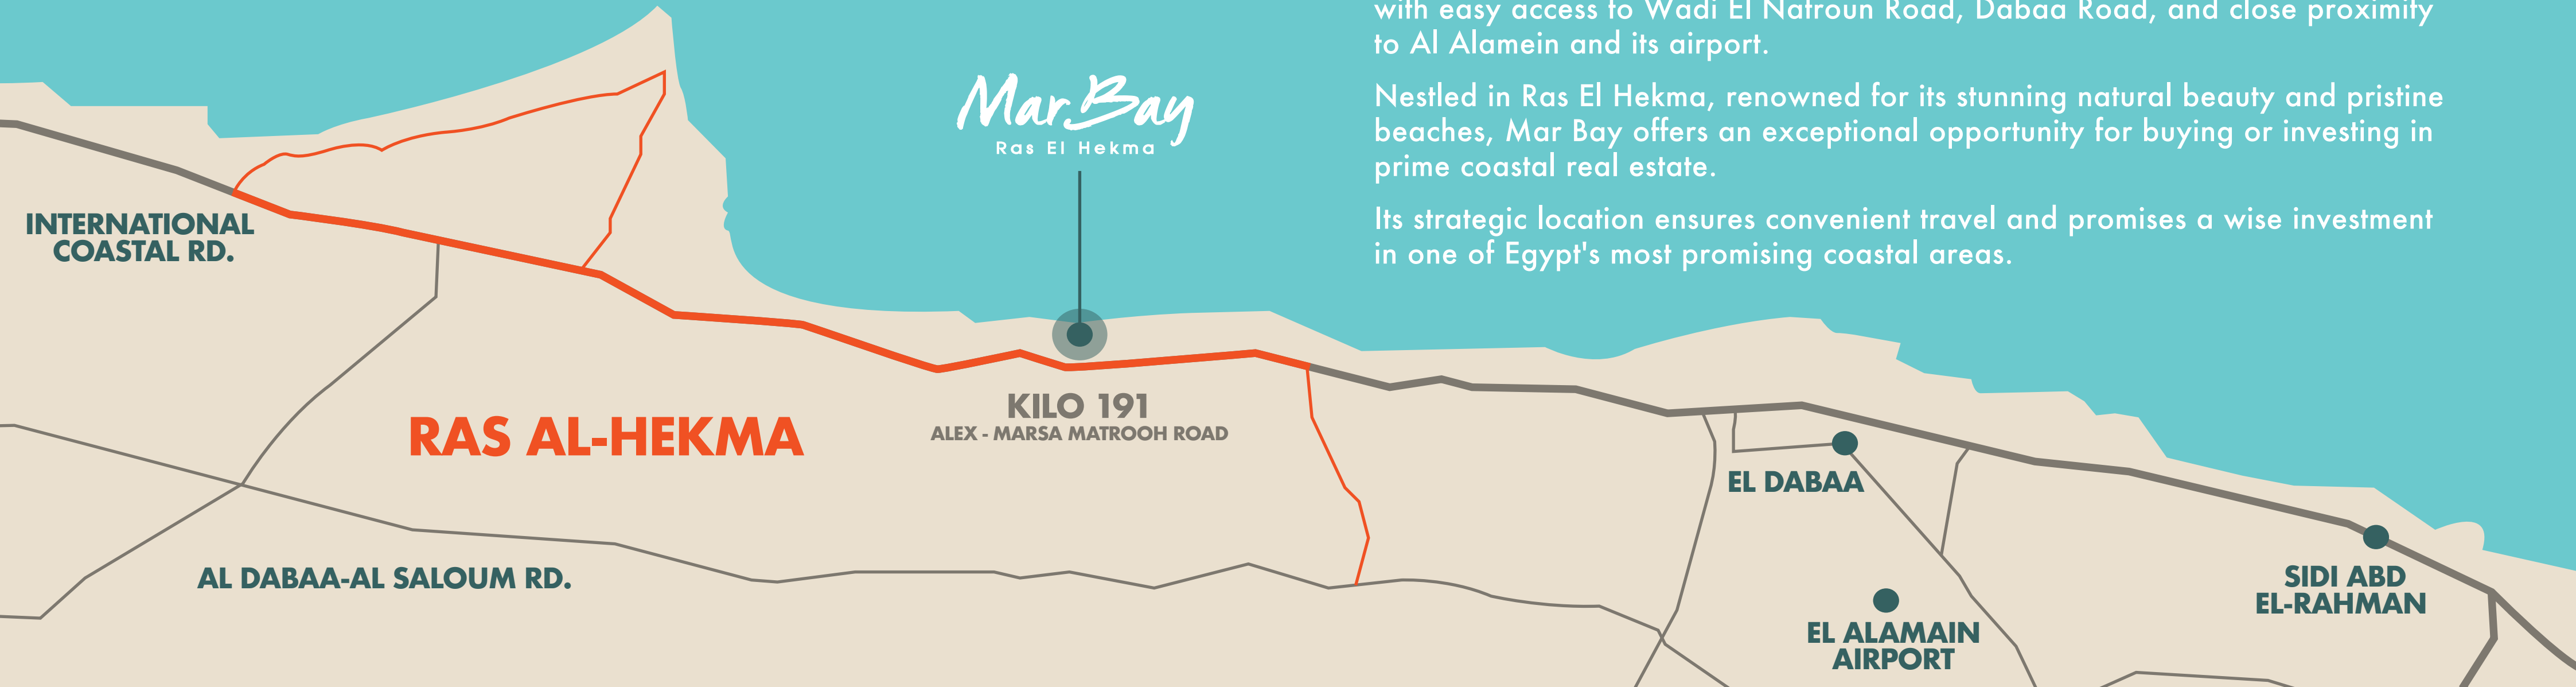 with easy access to Wadi El Natroun Road, Dabaa Road, and close proximity
to Al Alamein and its airport.
Nestled in Ras El Hekma, renowned for its stunning natural beauty and pristine
beaches, Mar Bay offers an exceptional opportunity for buying or investing in
prime coastal real estate.
Its strategic location ensures convenient travel and promises a wise investment
in one of Egypt's most promising coastal areas.
Mar Bay
Ras El Hekma
INTERNATIONAL
COASTAL RD.
KILO 191
ALEX - MARSA MATROOH ROAD
RAS AL-HEKMA
EL DABAA
AL DABAA-AL SALOUM RD.
SIDI ABD
EL-RAHMAN
EL ALAMAIN
AIRPORT